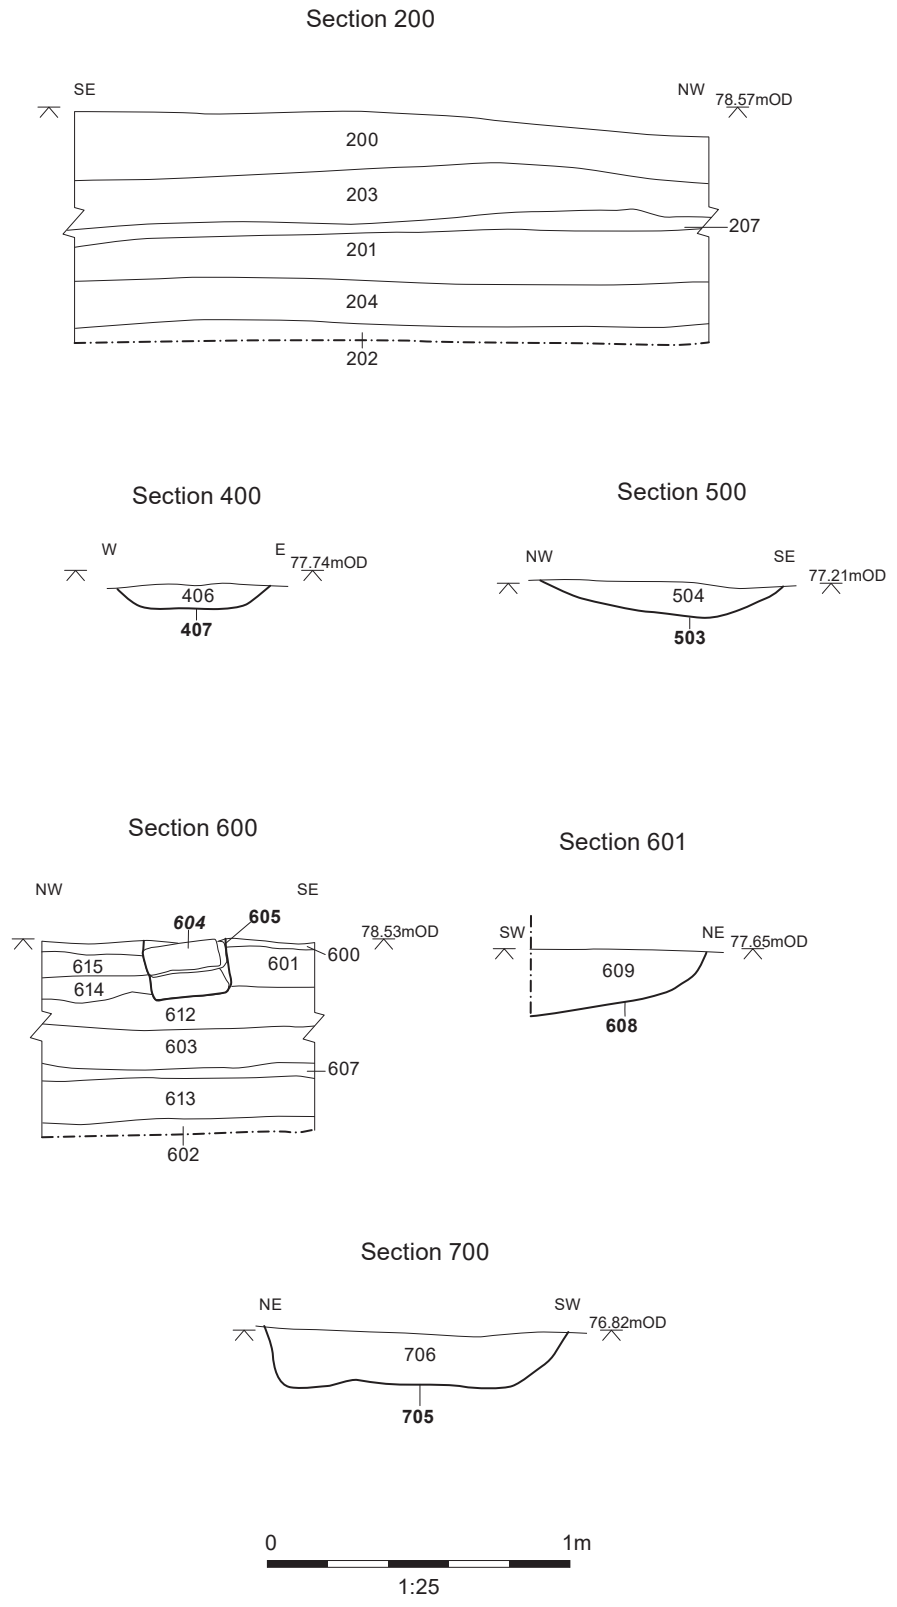 Section 200
SE
NW
78.57mOD
200
203
207
201
204
202
Section 400
W
E
77.74mOD
406
407
Section 500
NW
SE
77.21mOD
504
503
Section 600
NW
SE
604
605
78.53mOD
600
601
615
614
612
603
607
613
602
Section 601
SW
NE
77.65mOD
609
608
Section 700
NE
SW
76.82mOD
706
705
0
1m
1:25